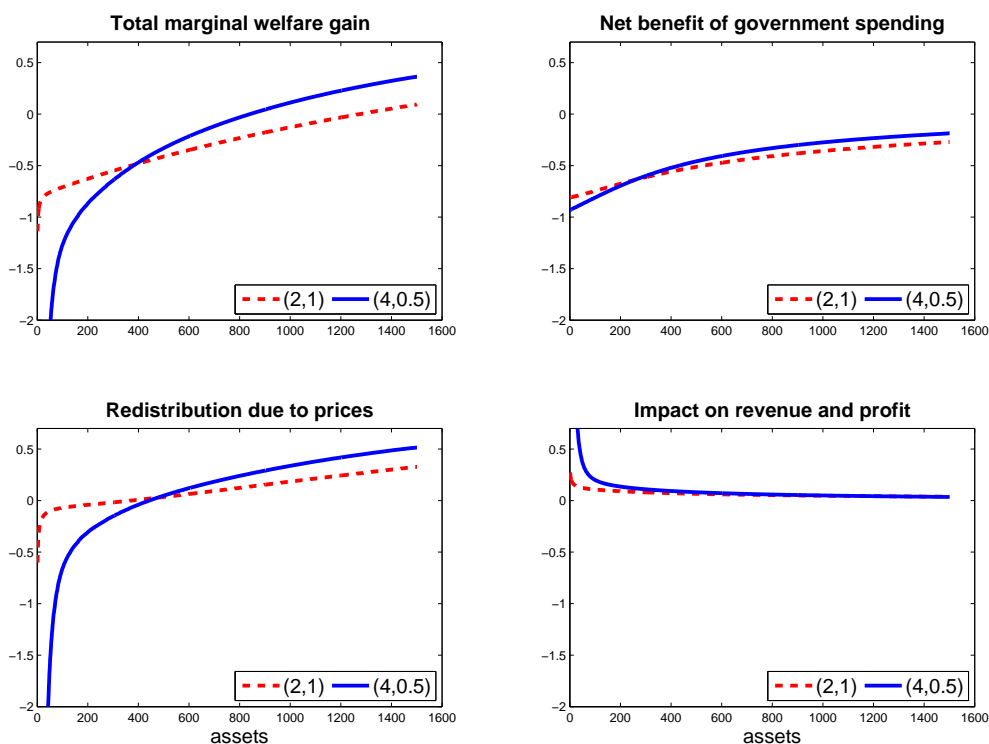 Total marginal welfare gain
0.5
0
−0.5
−1
−1.5
−2
0 200 400 600 800 1000 1200 1400 1600
(2,1) (4,0.5)
Net benefit of government spending
0.5
0
−0.5
−1
−1.5
−2
0 200 400 600 800 1000 1200 1400 1600
(2,1) (4,0.5)
Redistribution due to prices
0.5
0
−0.5
−1
−1.5
−2
0 200 400 600 800 1000 1200 1400 1600
(2,1) (4,0.5)
assets
Impact on revenue and profit
0.5
0
−0.5
−1
−1.5
−2
0 200 400 600 800 1000 1200 1400 1600
(2,1) (4,0.5)
assets